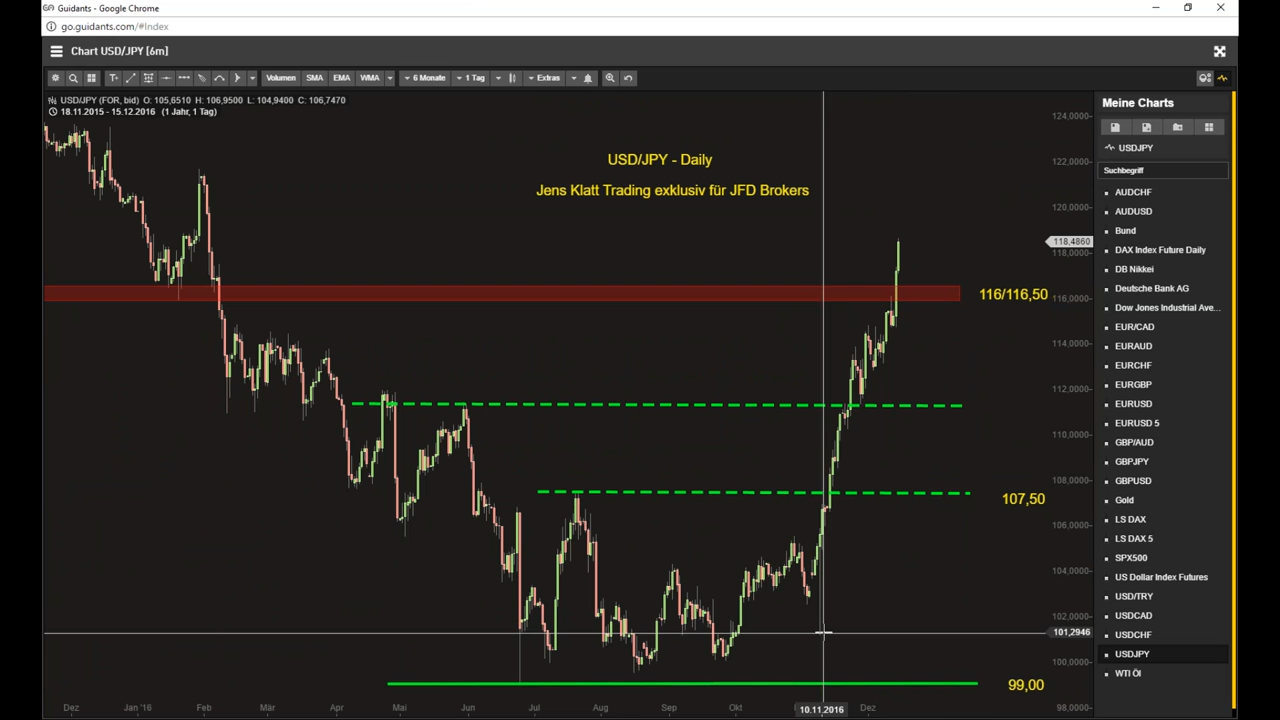 Guidants - Google Chrome
go.guidants.com/#Index
Chart USD/JPY [6m]
T+ Volumen SMA EMA WMA 6 Monate 1 Tag Extras
USD/JPY (FOR, bid) O: 105,6510 H: 106,9500 L: 104,9400 C: 106,7470
18.11.2015 - 15.12.2016 (1 Jahr, 1 Tag)
USD/JPY - Daily
Jens Klatt Trading exklusiv für JFD Brokers
116/116,50
107,50
99,00
124,0000
122,0000
120,0000
118,4860
118,0000
116,0000
114,0000
112,0000
110,0000
108,0000
106,0000
104,0000
102,0000
101,2946
100,0000
98,0000
Dez Jan '16 Feb Mär Apr Mai Jun Jul Aug Sep Okt 10.11.2016 Dez
Meine Charts
USDJPY
Suchbegriff
AUDCHF
AUDUSD
Bund
DAX Index Future Daily
DB Nikkei
Deutsche Bank AG
Dow Jones Industrial Ave...
EUR/CAD
EURAUD
EURCHF
EURGBP
EURUSD
EURUSD 5
GBP/AUD
GBPJPY
GBPUSD
Gold
LS DAX
LS DAX 5
SPX500
US Dollar Index Futures
USD/TRY
USDCAD
USDCHF
USDJPY
WTI Öl